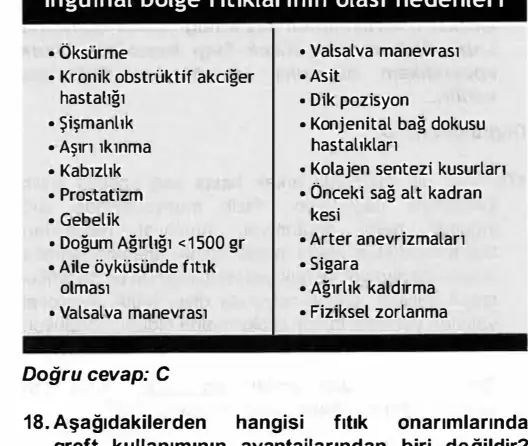 İnguinal bölge fıtıklarının olası nedenleri
• Öksürme
• Kronik obstrüktif akciğer
hastalığı
• Şişmanlık
• Aşırı ıkınma
• Kabızlık
• Prostatizm
• Gebelik
• Doğum Ağırlığı <1500 gr
• Aile öyküsünde fıtık
olması
• Valsalva manevrası
• Valsalva manevrası
• Asit
• Dik pozisyon
• Konjenital bağ dokusu
hastalıkları
• Kolajen sentezi kusurları
• Önceki sağ alt kadran
kesi
• Arter anevrizmaları
• Sigara
• Ağırlık kaldırma
• Fiziksel zorlanma
Doğru cevap: C
18. Aşağıdakilerden hangisi fıtık onarımlarında
greft kullanımının avantajlarından biri değildir?